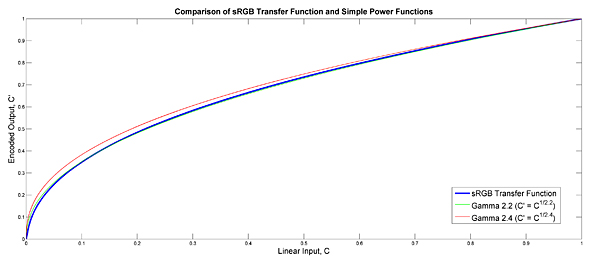 Comparison of sRGB Transfer Function and Simple Power Functions
1
0.9
0.8
0.7
0.6
0.5
0.4
0.3
0.2
0.1
0
Encoded Output, C'
0 0.1 0.2 0.3 0.4 0.5 0.6 0.7 0.8 0.9 1
Linear Input, C
sRGB Transfer Function
Gamma 2.2 (C' = C^1/2.2)
Gamma 2.4 (C' = C^1/2.4)